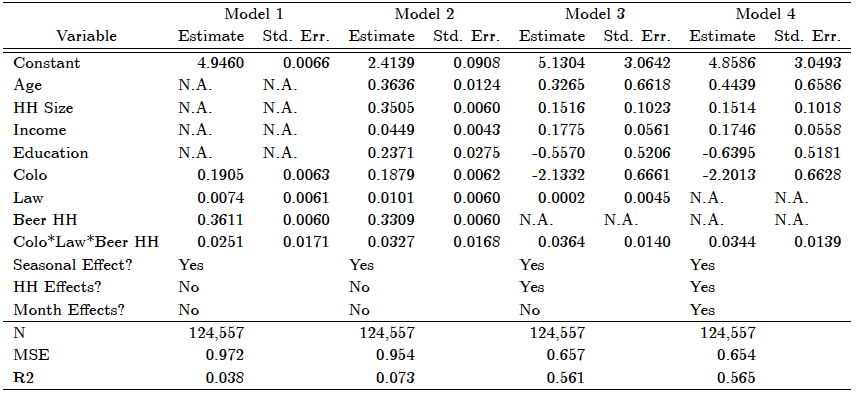 Model 1 Model 2 Model 3 Model 4
Variable Estimate Std. Err. Estimate Std. Err. Estimate Std. Err. Estimate Std. Err.
Constant 4.9460 0.0066 2.4139 0.0908 5.1304 3.0642 4.8586 3.0493
Age N.A. N.A. 0.3636 0.0124 0.3265 0.6618 0.4439 0.6586
HH Size N.A. N.A. 0.3505 0.0060 0.1516 0.1023 0.1514 0.1018
Income N.A. N.A. 0.0449 0.0043 0.1775 0.0561 0.1746 0.0558
Education N.A. N.A. 0.2371 0.0275 -0.5570 0.5206 -0.6395 0.5181
Colo 0.1905 0.0063 0.1879 0.0062 -2.1332 0.6661 -2.2013 0.6628
Law 0.0074 0.0061 0.0101 0.0060 0.0002 0.0045 N.A. N.A.
Beer HH 0.3611 0.0060 0.3309 0.0060 N.A. N.A. N.A. N.A.
Colo*Law*Beer HH 0.0251 0.0171 0.0327 0.0168 0.0364 0.0140 0.0344 0.0139
Seasonal Effect? Yes Yes Yes Yes
HH Effects? No No Yes Yes
Month Effects? No No No Yes
N 124,557 124,557 124,557 124,557
MSE 0.972 0.954 0.657 0.654
R2 0.038 0.073 0.561 0.565